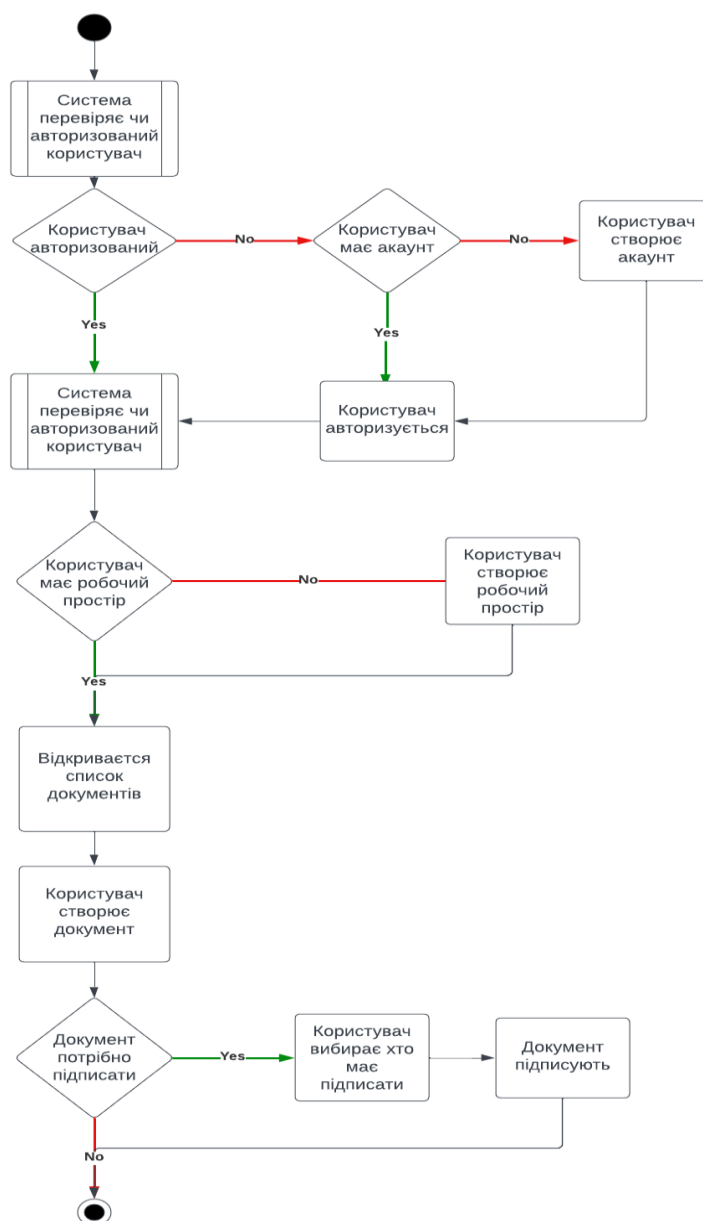 Система
перевіряє чи
авторизований
користувач
Користувач
авторизований
No
Користувач
має акаунт
No
Користувач
створює
акаунт
Yes
Yes
Система
перевіряє чи
авторизований
користувач
Користувач
авторизується
Користувач
має робочий
простір
No
Користувач
створює
робочий
простір
Yes
Відкриваєтся
список
документів
Користувач
створює
документ
Документ
потрібно
підписати
Yes
Користувач
вибирає хто
має
підписати
Документ
підписують
No